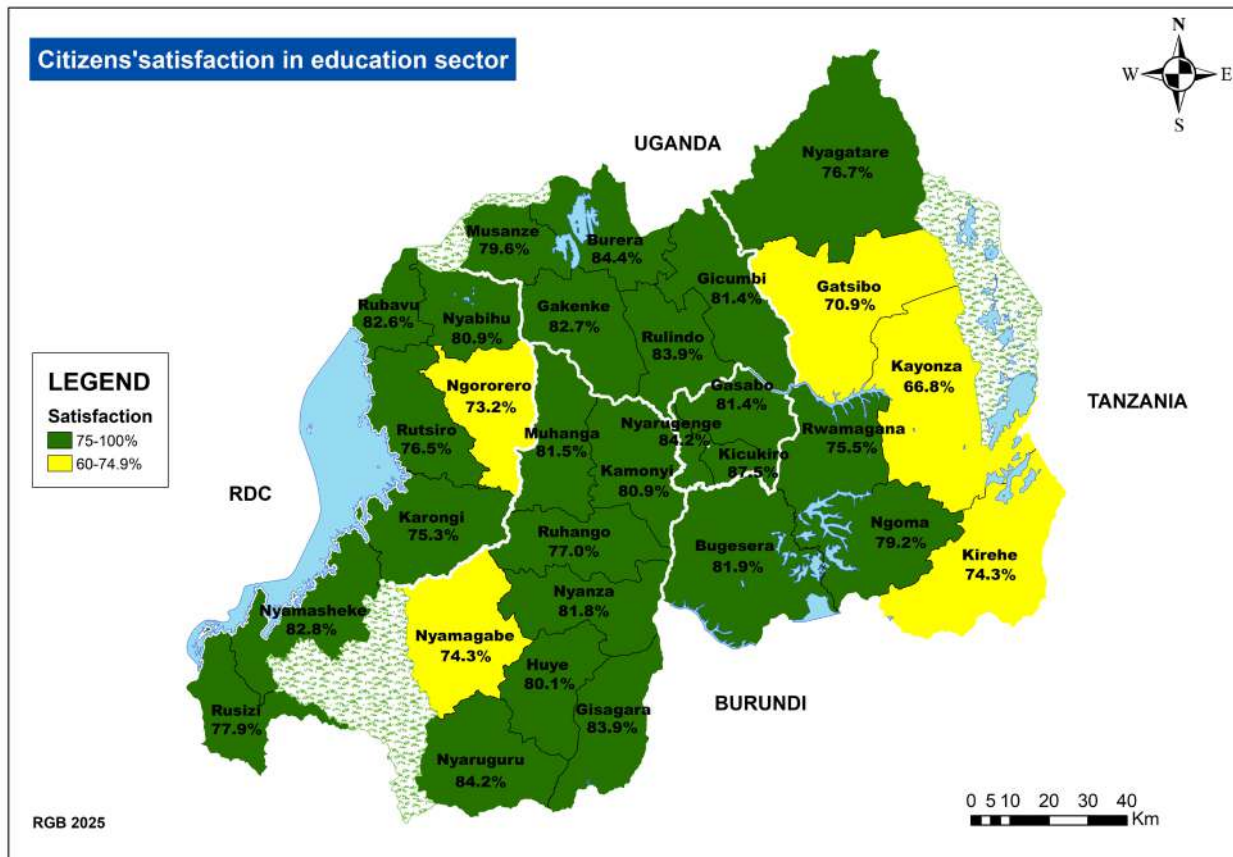 Citizens'satisfaction in education sector
N
W E
S
UGANDA
Nyagatare
76.7%
Musanze
79.6%
Burera
84.4%
Gicumbi
81.4%
Gatsibo
70.9%
Rubavu
82.6%
Nyabihu
80.9%
Gakenke
82.7%
Rulindo
83.9%
Kayonza
66.8%
LEGEND
Satisfaction
75-100%
60-74.9%
Ngororero
73.2%
Gasabo
81.4%
TANZANIA
Rutsiro
76.5%
Muhanga
81.5%
Nyarugenge
84.2%
Kicukiro
87.5%
Rwamagana
75.5%
Kamonyi
80.9%
RDC
Karongi
75.3%
Ruhango
77.0%
Bugesera
81.9%
Ngoma
79.2%
Kirehe
74.3%
Nyamasheke
82.8%
Nyanza
81.8%
Nyamagabe
74.3%
Huye
80.1%
Rusizi
77.9%
Gisagara
83.9%
BURUNDI
Nyaruguru
84.2%
RGB 2025
0 5 10 20 30 40
Km